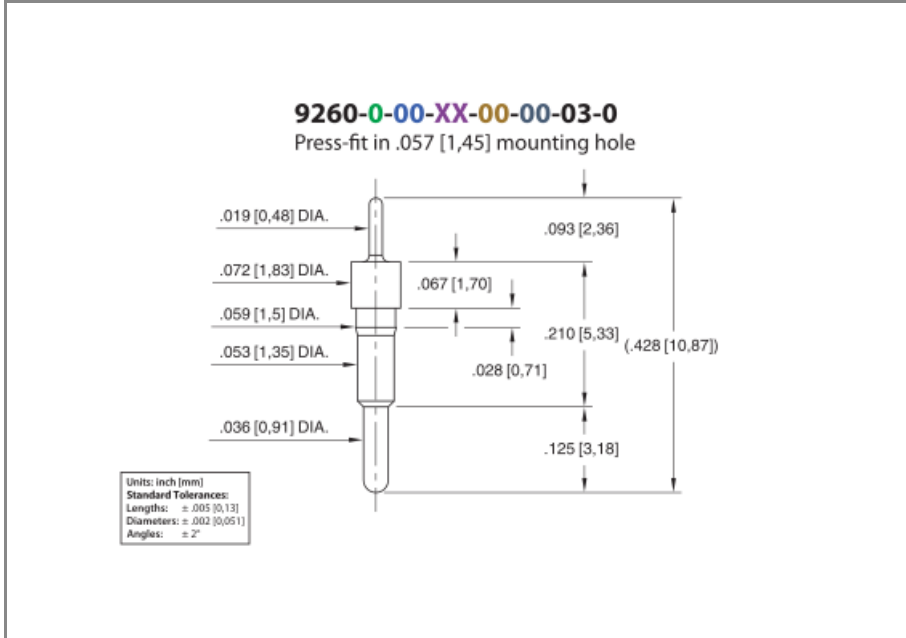 9260-0-00-XX-00-00-03-0
Press-fit in .057 [1,45] mounting hole
.019 [0,48] DIA.
.093 [2,36]
.072 [1,83] DIA.
.067 [1,70]
.059 [1,5] DIA.
.210 [5,33]
(.428 [10,87])
.053 [1,35] DIA.
.028 [0,71]
.036 [0,91] DIA.
.125 [3,18]
Units: inch [mm]
Standard Tolerances:
Lengths: ± .005 [0,13]
Diameters: ± .002 [0,051]
Angles: ± 2°